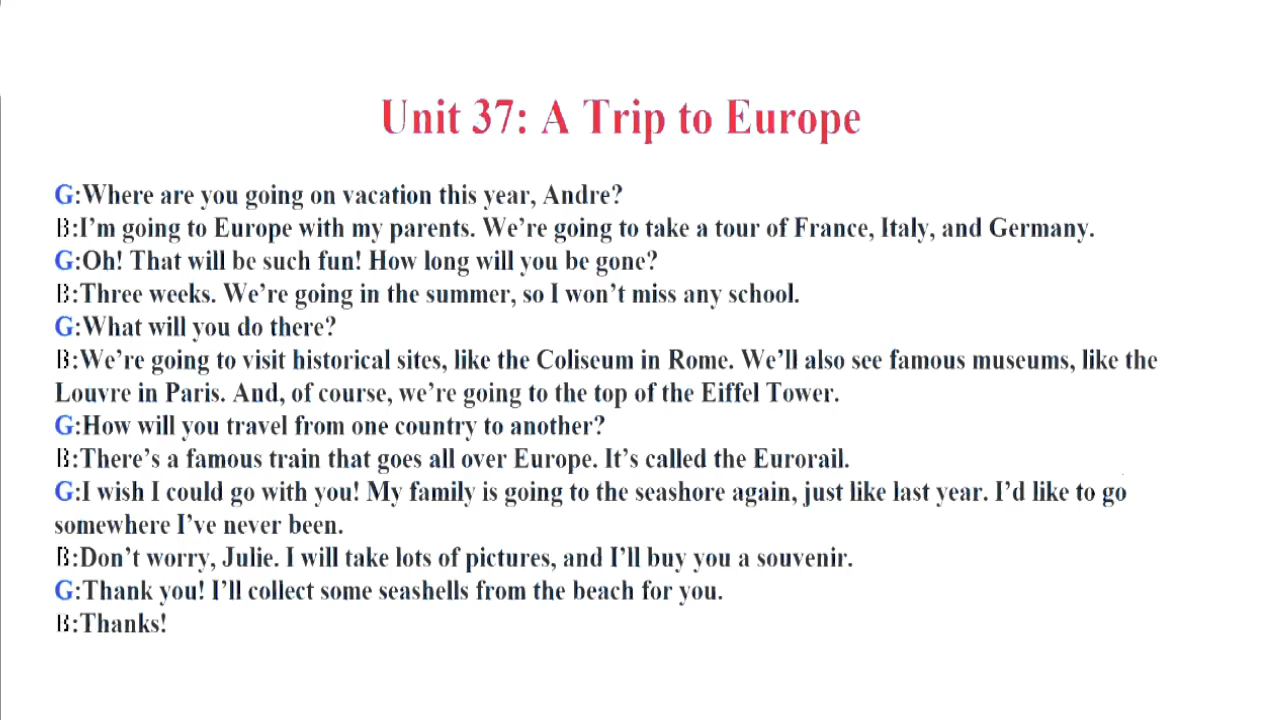 Unit 37: A Trip to Europe
G:Where are you going on vacation this year, Andre?
B:I'm going to Europe with my parents. We're going to take a tour of France, Italy, and Germany.
G:Oh! That will be such fun! How long will you be gone?
B:Three weeks. We're going in the summer, so I won't miss any school.
G:What will you do there?
B:We're going to visit historical sites, like the Coliseum in Rome. We'll also see famous museums, like the
Louvre in Paris. And, of course, we're going to the top of the Eiffel Tower.
G:How will you travel from one country to another?
B:There's a famous train that goes all over Europe. It's called the Eurorail.
G:I wish I could go with you! My family is going to the seashore again, just like last year. I'd like to go
somewhere I've never been.
B:Don't worry, Julie. I will take lots of pictures, and I'll buy you a souvenir.
G:Thank you! I'll collect some seashells from the beach for you.
B:Thanks!